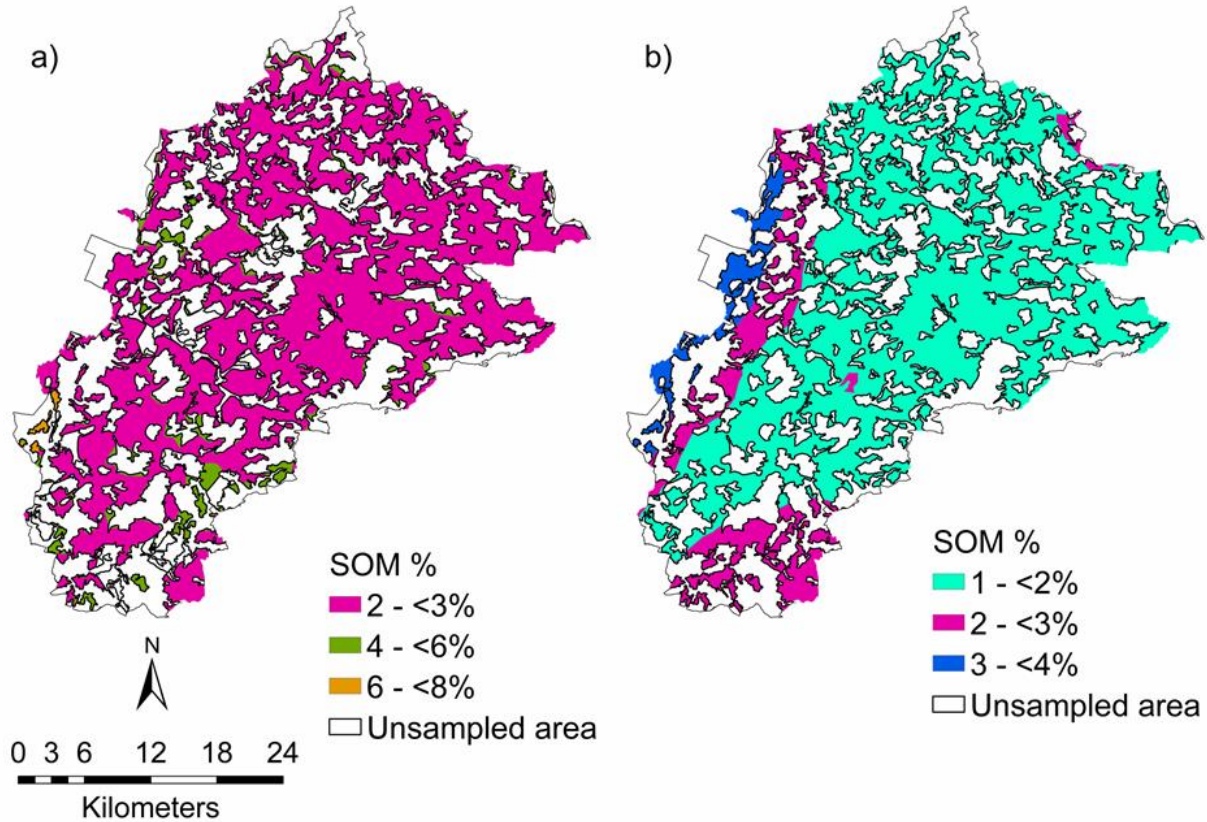 a)
b)
SOM %
2 - <3%
4 - <6%
6 - <8%
Unsampled area
SOM %
1 - <2%
2 - <3%
3 - <4%
Unsampled area
N
0 3 6 12 18 24
Kilometers